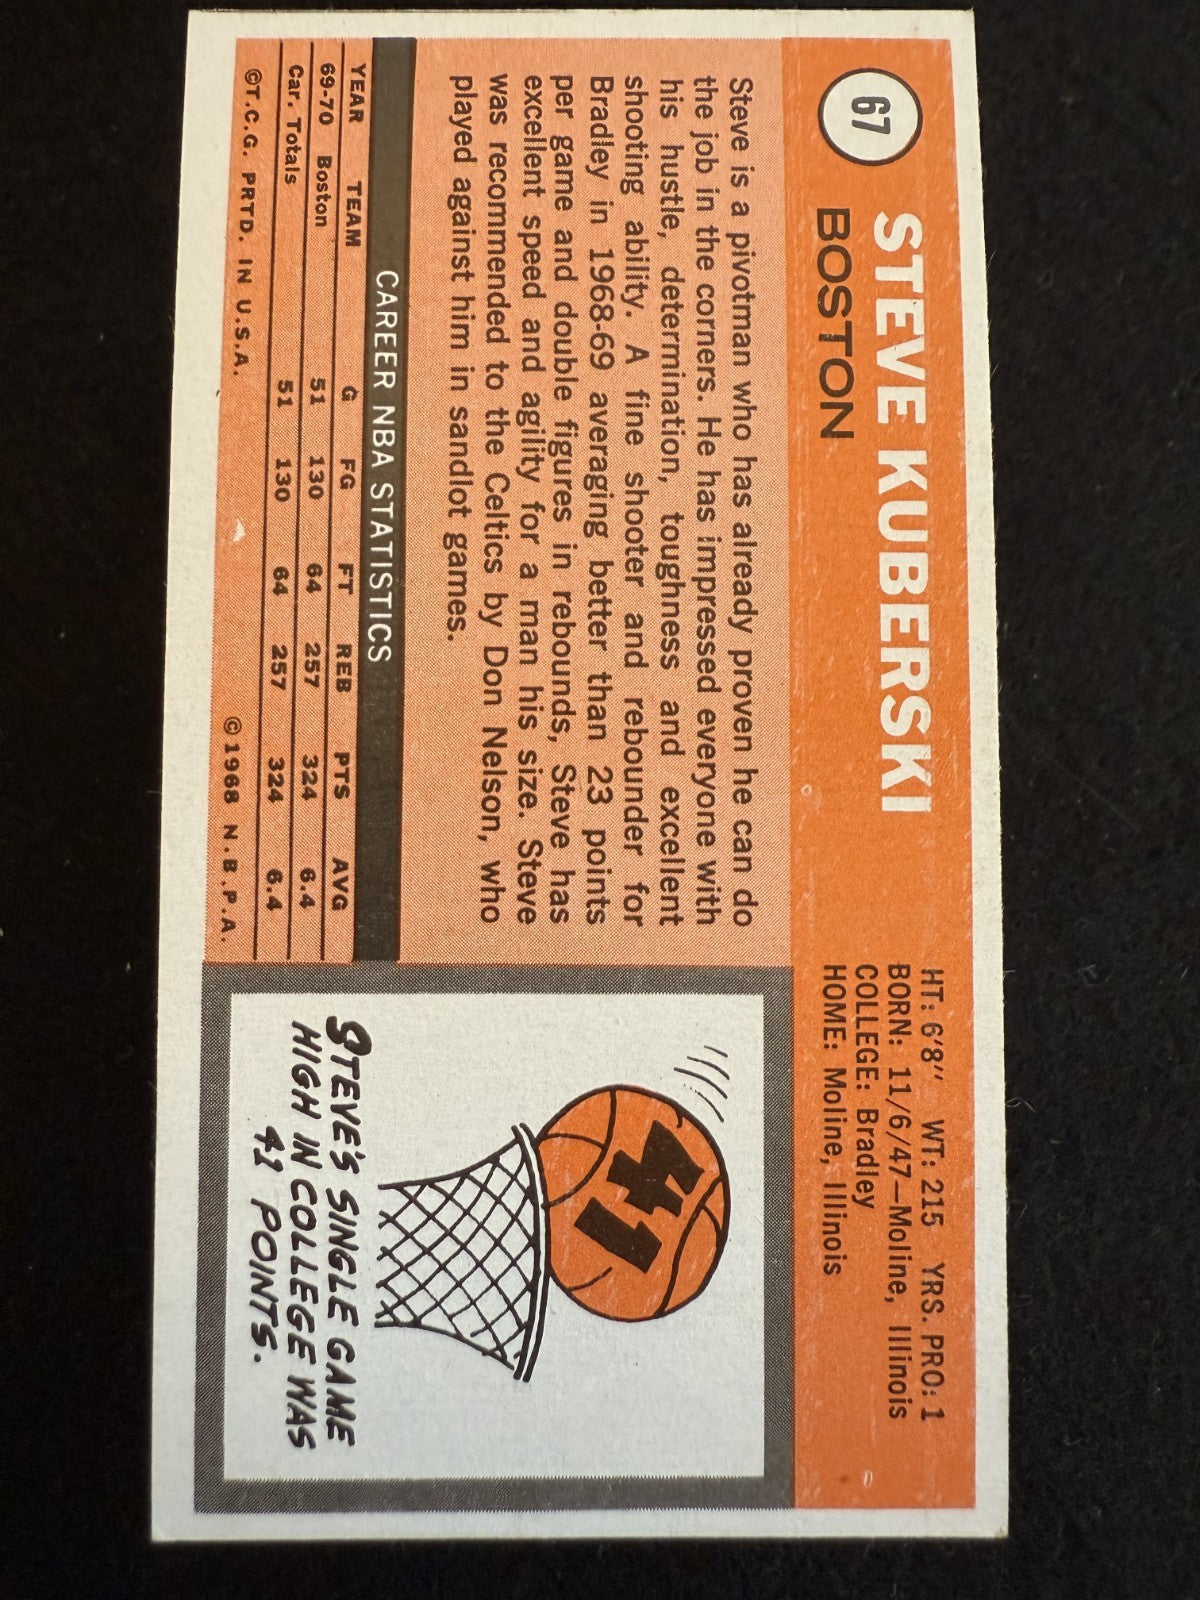 67
STEVE KUBERSKI
BOSTON
HT: 6'8" WT: 215 YRS. PRO: 1
BORN: 11/6/47—Moline, Illinois
COLLEGE: Bradley
HOME: Moline, Illinois
Steve is a pivotman who has already proven he can do
the job in the corners. He has impressed everyone with
his hustle, determination, toughness and excellent
shooting ability. A fine shooter and rebounder for
Bradley in 1968-69 averaging better than 23 points
per game and double figures in rebounds, Steve has
excellent speed and agility for a man his size. Steve
was recommended to the Celtics by Don Nelson, who
played against him in sandlot games.
CAREER NBA STATISTICS
YEAR TEAM G FG FT REB PTS AVG
69-70 Boston 51 130 64 257 324 6.4
Car. Totals 51 130 64 257 324 6.4
©T.C.G. PRTD. IN U.S.A. ©1968 N.B.P.A.
41
STEVE'S SINGLE GAME
HIGH IN COLLEGE WAS
41 POINTS.